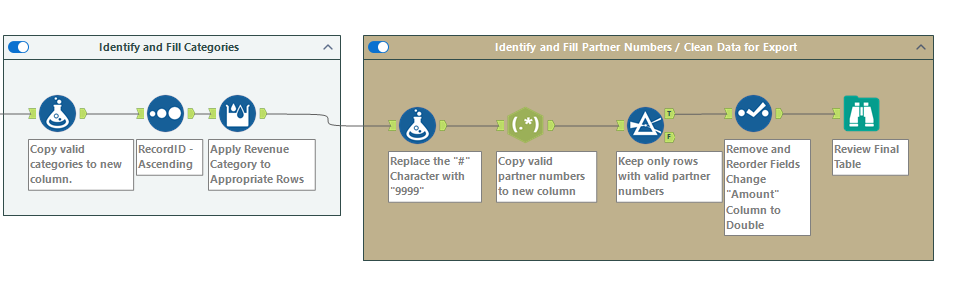 Identify and Fill Categories
Copy valid
categories to new
column.
RecordID -
Ascending
Apply Revenue
Category to
Appropriate Rows
Identify and Fill Partner Numbers / Clean Data for Export
(.*)
T
F
Replace the "#"
Character with
"9999"
Copy valid
partner numbers
to new column
Keep only rows
with valid partner
numbers
Remove and
Reorder Fields
Change
"Amount"
Column to
Double
Review Final
Table